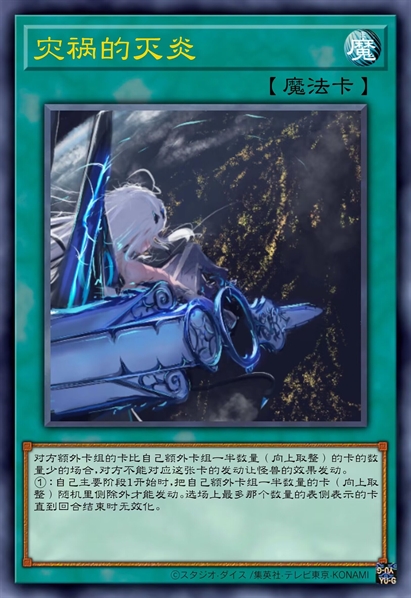 灾祸的灭炎
魔
【魔法卡】
对方额外卡组的卡比自己额外卡组一半数量（向上取整）的卡的数
量少的场合，对方不能对应这张卡的发动让怪兽的效果发动。
①：自己主要阶段1开始时，把自己额外卡组一半数量的卡（向上取
整）随机里侧除外才能发动。选场上最多那个数量的表侧表示的卡
直到回合结束时无效化。
©スタジオ·ダイス /集英社·テレビ東京·KONAMI